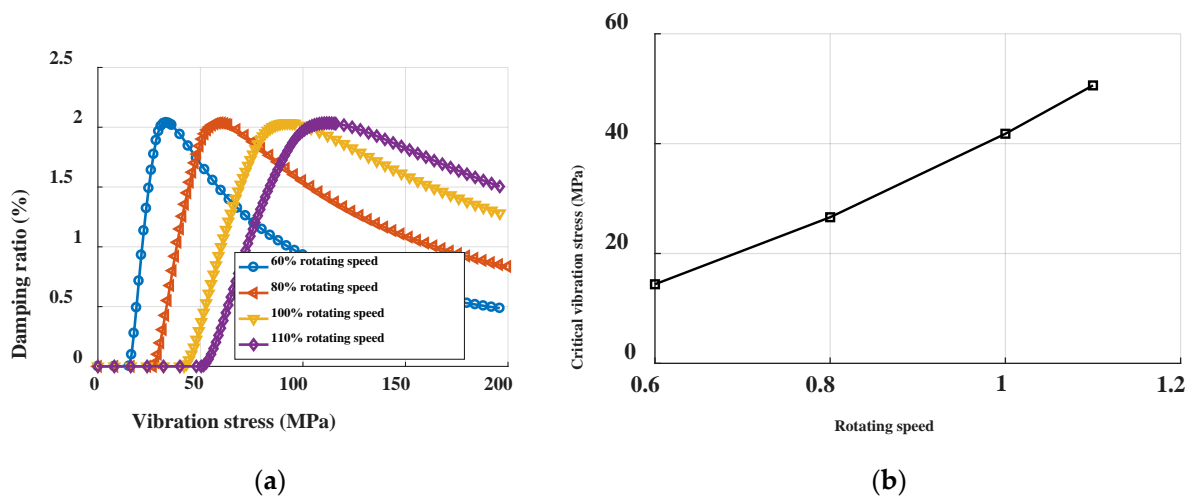 2.5
2
1.5
1
0.5
0
0
50
100
150
200
Damping ratio (%)
Vibration stress (MPa)
60% rotating speed
80% rotating speed
100% rotating speed
110% rotating speed
(a)
60
40
20
0
0.6
0.8
1
1.2
Critical vibration stress (MPa)
Rotating speed
(b)